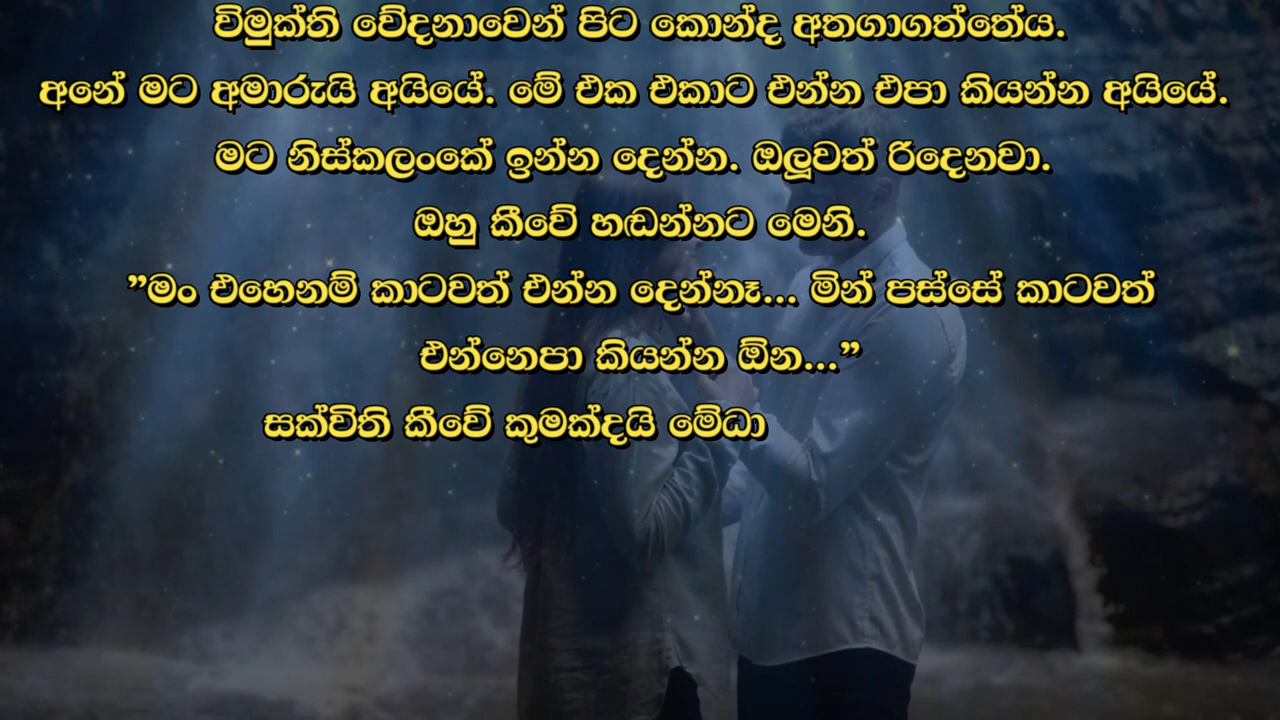 විමුක්ති වේදනාවෙන් පිට කොන්ද අතගාගත්තේය.
අනේ මට අමාරුයි අයියේ. මේ එක එකාට එන්න එපා කියන්න අයියේ.
මට නිස්කලංකේ ඉන්න දෙන්න. ඔලූවත් රිදෙනවා.
ඔහු කීවේ හඬන්නට මෙනි.
”මං එහෙනම් කාටවත් එන්න දෙන්නෑ... මින් පස්සේ කාටවත්
එන්නෙපා කියන්න ඕන...”
සක්විති කීවේ කුමක්දයි මේධා